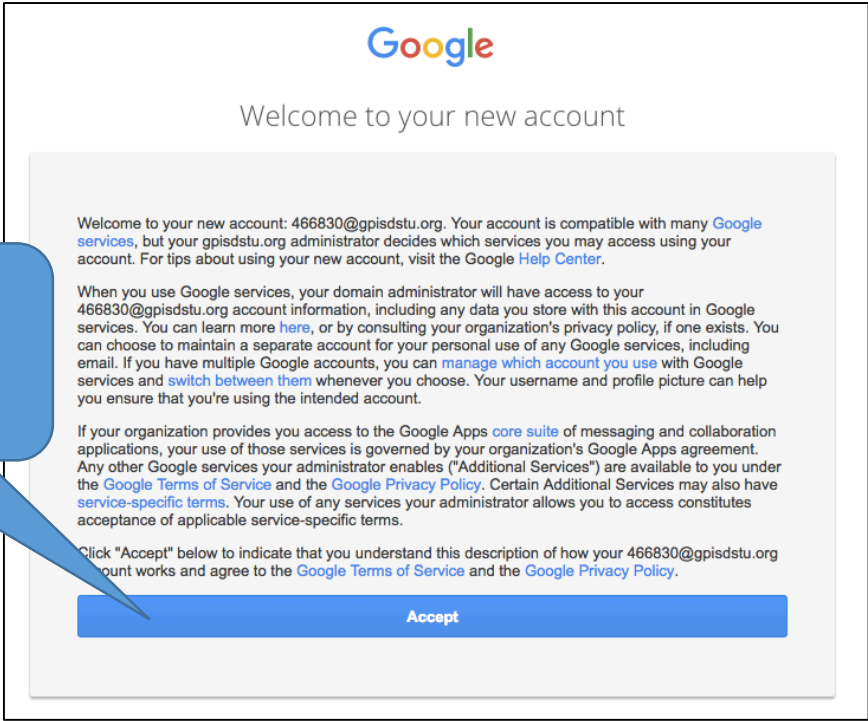 Google
Welcome to your new account
Welcome to your new account: 466830@gpisdstu.org. Your account is compatible with many Google
services, but your gpisdstu.org administrator decides which services you may access using your
account. For tips about using your new account, visit the Google Help Center.
When you use Google services, your domain administrator will have access to your
466830@gpisdstu.org account information, including any data you store with this account in Google
services. You can learn more here, or by consulting your organization's privacy policy, if one exists. You
can choose to maintain a separate account for your personal use of any Google services, including
email. If you have multiple Google accounts, you can manage which account you use with Google
services and switch between them whenever you choose. Your username and profile picture can help
you ensure that you're using the intended account.
If your organization provides you access to the Google Apps core suite of messaging and collaboration
applications, your use of those services is governed by your organization's Google Apps agreement.
Any other Google services your administrator enables ("Additional Services") are available to you under
the Google Terms of Service and the Google Privacy Policy. Certain Additional Services may also have
service-specific terms. Your use of any services your administrator allows you to access constitutes
acceptance of applicable service-specific terms.
Click "Accept" below to indicate that you understand this description of how your 466830@gpisdstu.org
ount works and agree to the Google Terms of Service and the Google Privacy Policy.
Accept